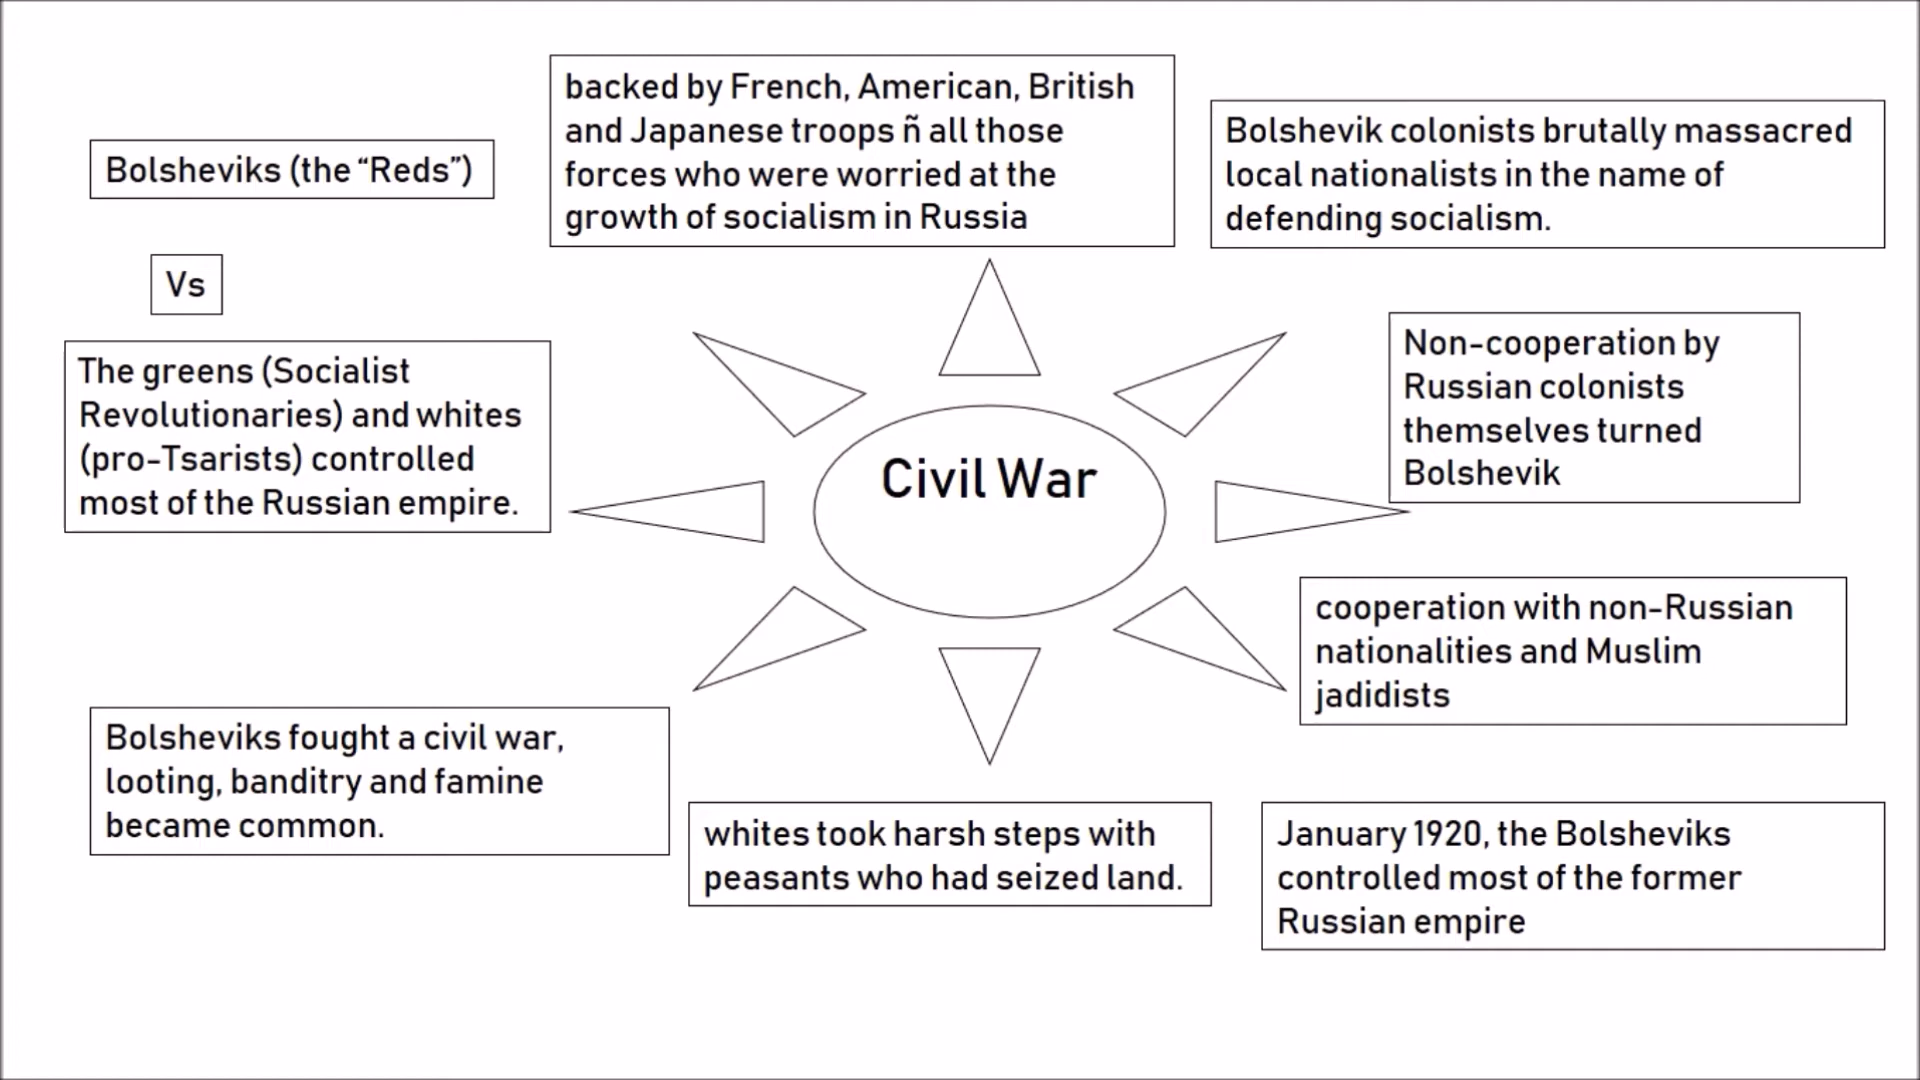 Bolsheviks (the “Reds”)
Vs
The greens (Socialist
Revolutionaries) and whites
(pro-Tsarists) controlled
most of the Russian empire.
backed by French, American, British
and Japanese troops ñ all those
forces who were worried at the
growth of socialism in Russia
Bolshevik colonists brutally massacred
local nationalists in the name of
defending socialism.
Non-cooperation by
Russian colonists
themselves turned
Bolshevik
Civil War
cooperation with non-Russian
nationalities and Muslim
jadidists
Bolsheviks fought a civil war,
looting, banditry and famine
became common.
whites took harsh steps with
peasants who had seized land.
January 1920, the Bolsheviks
controlled most of the former
Russian empire